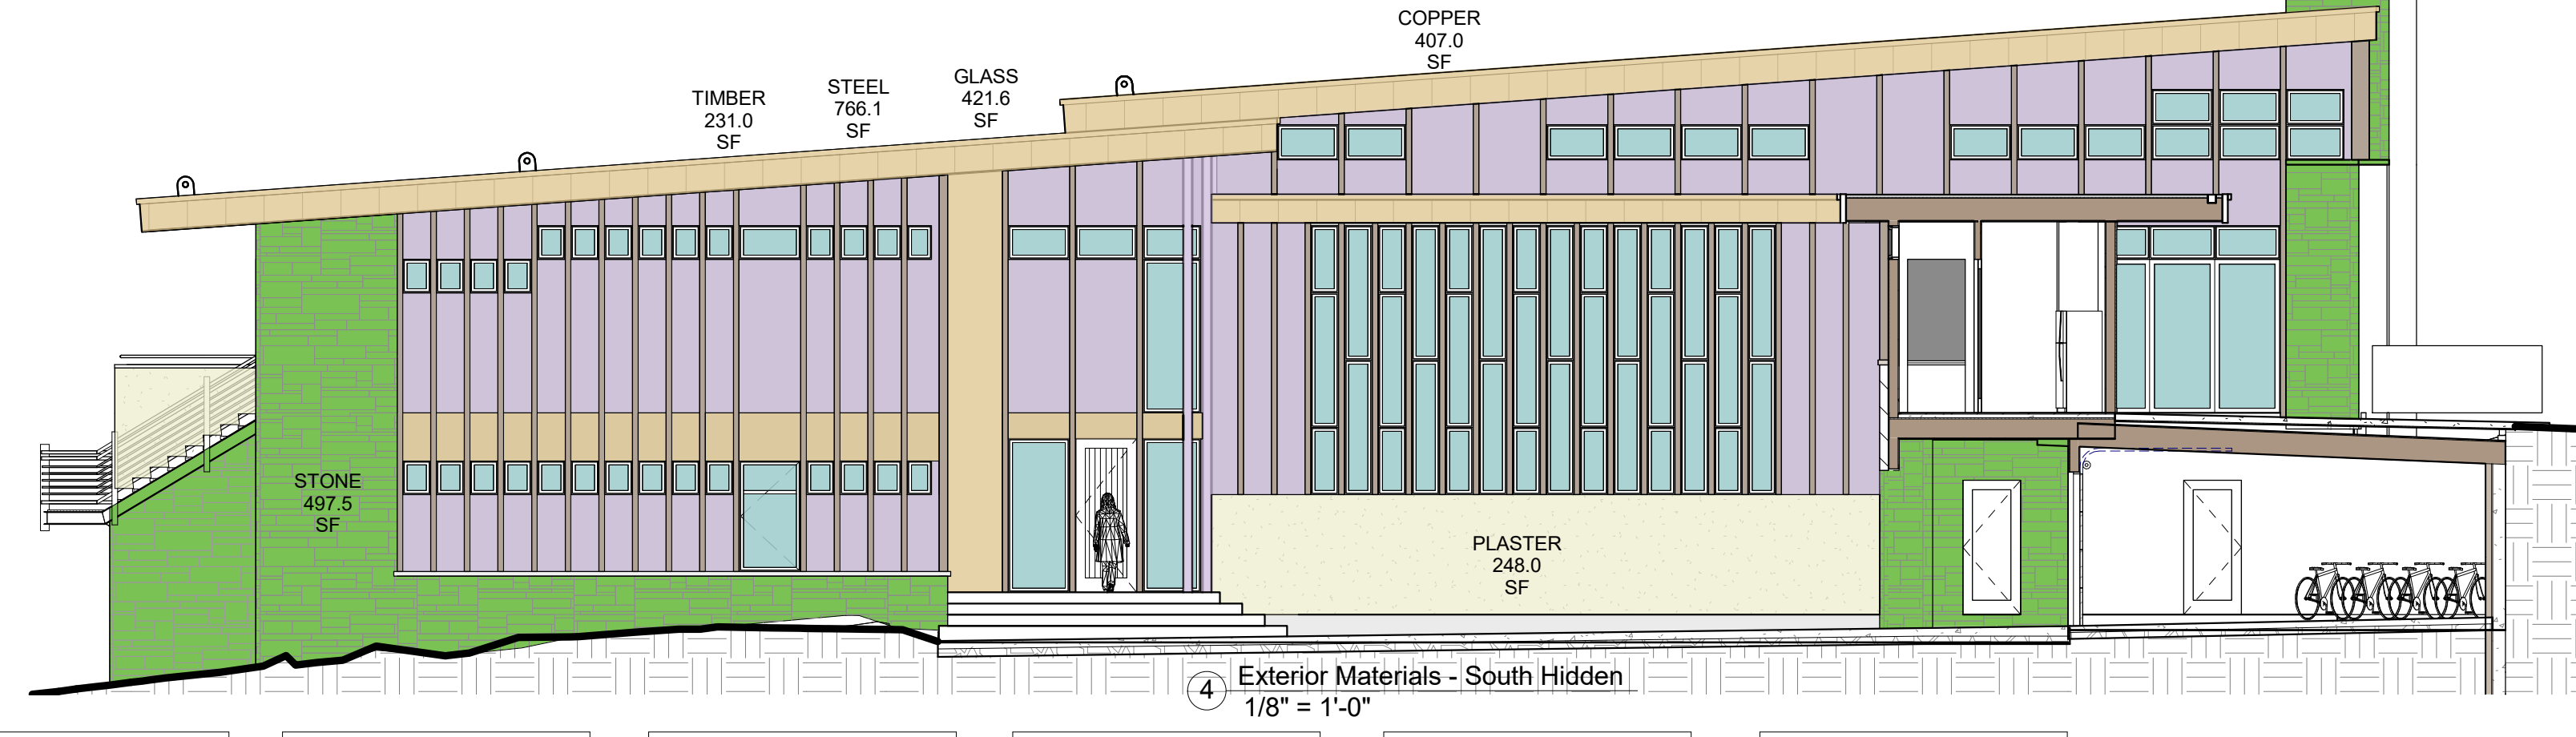 COPPER
407.0
SF
GLASS
421.6
SF
STEEL
766.1
SF
TIMBER
231.0
SF
STONE
497.5
SF
PLASTER
248.0
SF
4
Exterior Materials - South Hidden
1/8" = 1'-0"